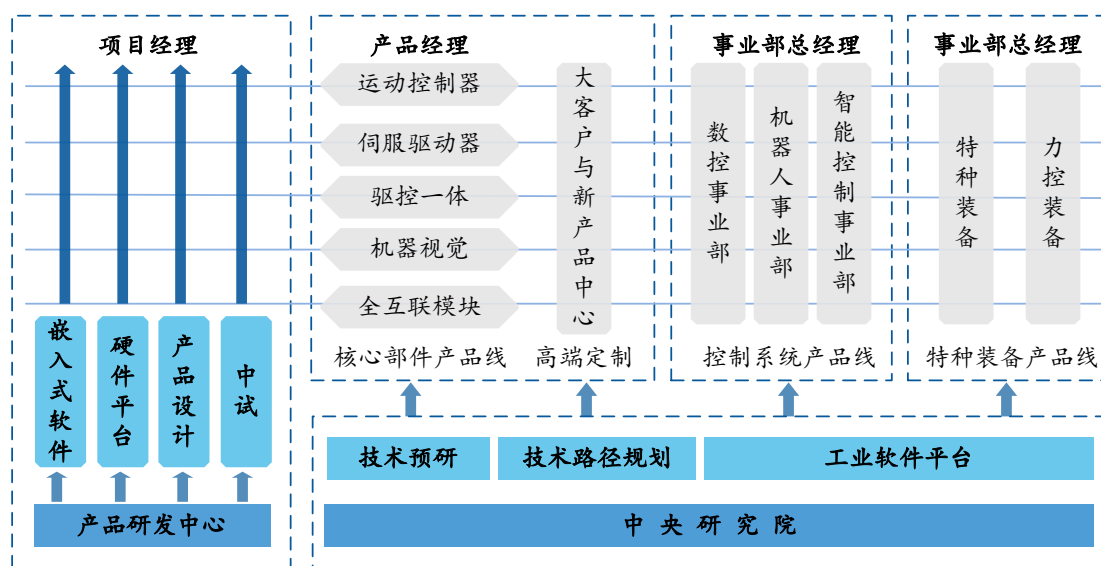 项目经理
产品经理
事业部总经理
事业部总经理
运动控制器
伺服驱动器
驱控一体
机器视觉
全互联模块
大客户与新产品中心
数控事业部
机器人事业部
智能控制事业部
特种装备
力控装备
核心部件产品线
高端定制
控制系统产品线
特种装备产品线
嵌入式软件
硬件平台
产品设计
中试
产品研发中心
技术预研
技术路径规划
工业软件平台
中央研究院